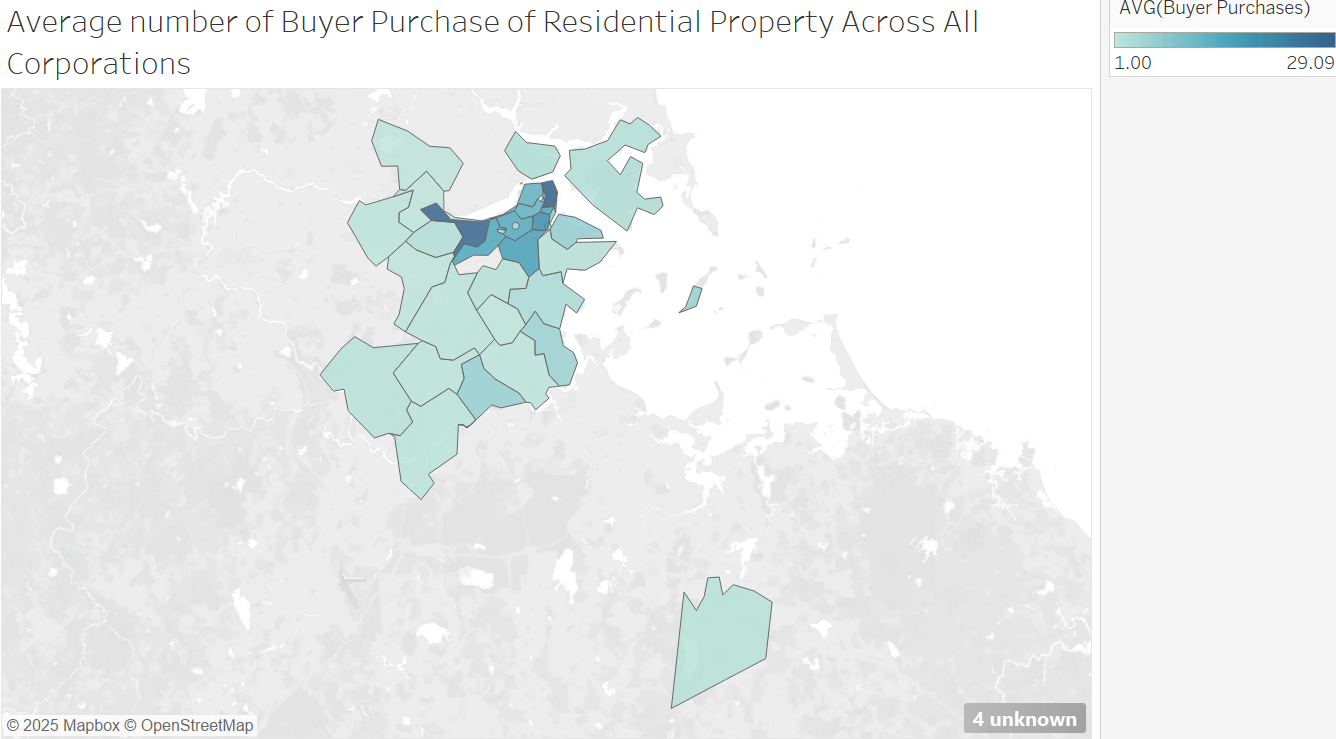 Average number of Buyer Purchase of Residential Property Across All
Corporations
AVG(Buyer Purchases)
1.00 29.09
© 2025 Mapbox © OpenStreetMap
4 unknown